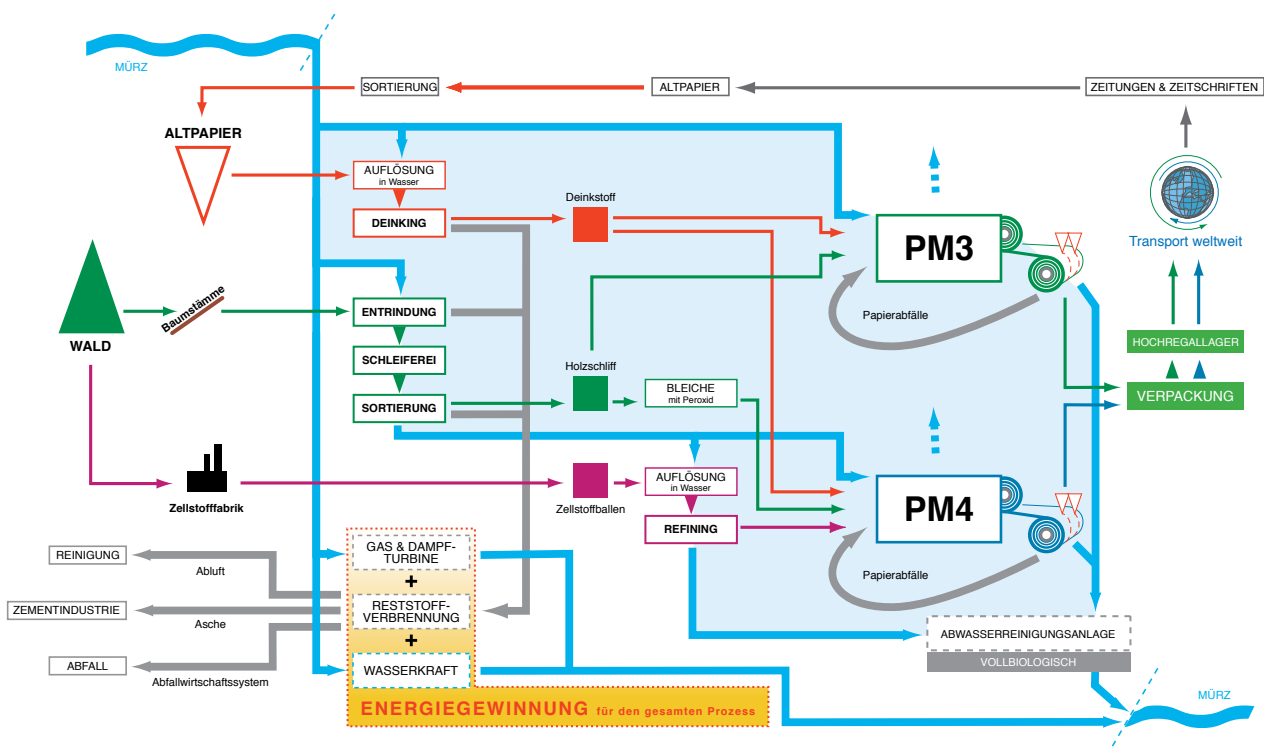 MÜRZ
SORTIERUNG
ALTPAPIER
ZEITUNGEN & ZEITSCHRIFTEN
ALTPAPIER
AUFLÖSUNG
in Wasser
DEINKING
Deinkstoff
PM3
Transport weltweit
Baumstämme
WALD
ENTRINDUNG
SCHLEIFEREI
SORTIERUNG
Holzschliff
BLEICHE
mit Peroxid
Papierabfälle
HOCHREGALLAGER
VERPACKUNG
Zellstofffabrik
Zellstoffballen
AUFLÖSUNG
in Wasser
REFINING
PM4
Papierabfälle
REINIGUNG
Abluft
ZEMENTINDUSTRIE
Asche
ABFALL
Abfallwirtschaftssystem
GAS & DAMPF-
TURBINE
+
RESTSTOFF-
VERBRENNUNG
+
WASSERKRAFT
ENERGIEGEWINNUNG für den gesamten Prozess
ABWASSERREINIGUNGSANLAGE
VOLLBIOLOGISCH
MÜRZ